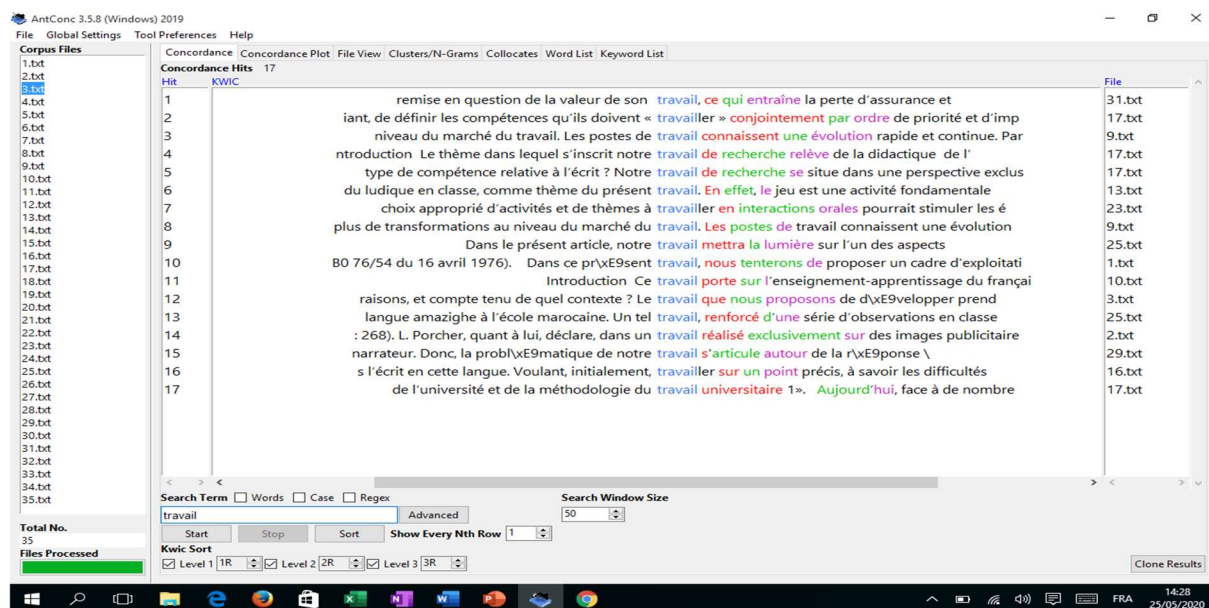 AntConc 3.5.8 (Windows) 2019
File Global Settings Tool Preferences Help
Corpus Files
1.txt
2.txt
3.txt
4.txt
5.txt
6.txt
7.txt
8.txt
9.txt
10.txt
11.txt
12.txt
13.txt
14.txt
15.txt
16.txt
17.txt
18.txt
19.txt
20.txt
21.txt
22.txt
23.txt
24.txt
25.txt
26.txt
27.txt
28.txt
29.txt
30.txt
31.txt
32.txt
33.txt
34.txt
35.txt
Total No.
35
Files Processed
Concordance Concordance Plot File View Clusters/N-Grams Collocates Word List Keyword List
Concordance Hits 17
Hit KWIC File
1 remise en question de la valeur de son travail, ce qui entraîne la perte d'assurance et 31.txt
2 iant, de définir les compétences qu'ils doivent « travailler » conjointement par ordre de priorité et d'imp 17.txt
3 niveau du marché du travail. Les postes de travail connaissent une évolution rapide et continue. Par 9.txt
4 ntroduction Le thème dans lequel s'inscrit notre travail de recherche relève de la didactique de l' 17.txt
5 type de compétence relative à l'écrit ? Notre travail de recherche se situe dans une perspective exclus 17.txt
6 du ludique en classe, comme thème du présent travail. En effet, le jeu est une activité fondamentale 13.txt
7 choix approprié d'activités et de thèmes à travailler en interactions orales pourrait stimuler les é 23.txt
8 plus de transformations au niveau du marché du travail. Les postes de travail connaissent une évolution 9.txt
9 Dans le présent article, notre travail mettra la lumière sur l'un des aspects 25.txt
10 B0 76/54 du 16 avril 1976). Dans ce pr\xE9sent travail, nous tenterons de proposer un cadre d'exploitati 1.txt
11 Introduction Ce travail porte sur l'enseignement-apprentissage du françai 10.txt
12 raisons, et compte tenu de quel contexte ? Le travail que nous proposons de d\xE9velopper prend 3.txt
13 langue amazighe à l'école marocaine. Un tel travail, renforcé d'une série d'observations en classe 25.txt
14 : 268). L. Porcher, quant à lui, déclare, dans un travail réalisé exclusivement sur des images publicitaire 2.txt
15 narrateur. Donc, la probl\xE9matique de notre travail s'articule autour de la r\xE9ponse \ 29.txt
16 s l'écrit en cette langue. Voulant, initialement, travailler sur un point précis, à savoir les difficultés 16.txt
17 de l'université et de la méthodologie du travail universitaire 1». Aujourd'hui, face à de nombre 17.txt
Search Term Words Case Regex Search Window Size
travail Advanced 50
Start Stop Sort Show Every Nth Row 1
Kwic Sort
Level 1 1R Level 2 2R Level 3 3R Clone Results
FRA 14:28
25/05/2020